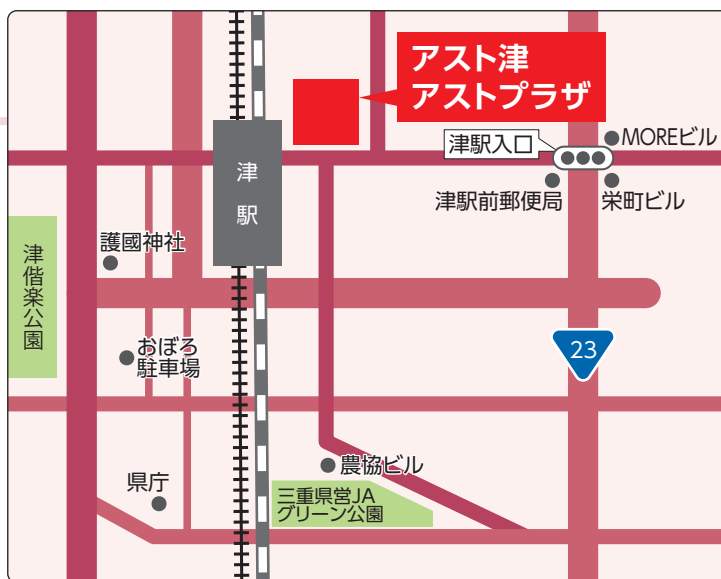 アスト津
アストプラザ
津駅入口
MOREビル
津駅
津駅前郵便局
栄町ビル
護國神社
津偕楽公園
おぼろ
駐車場
23
農協ビル
県庁
三重県営JA
グリーン公園